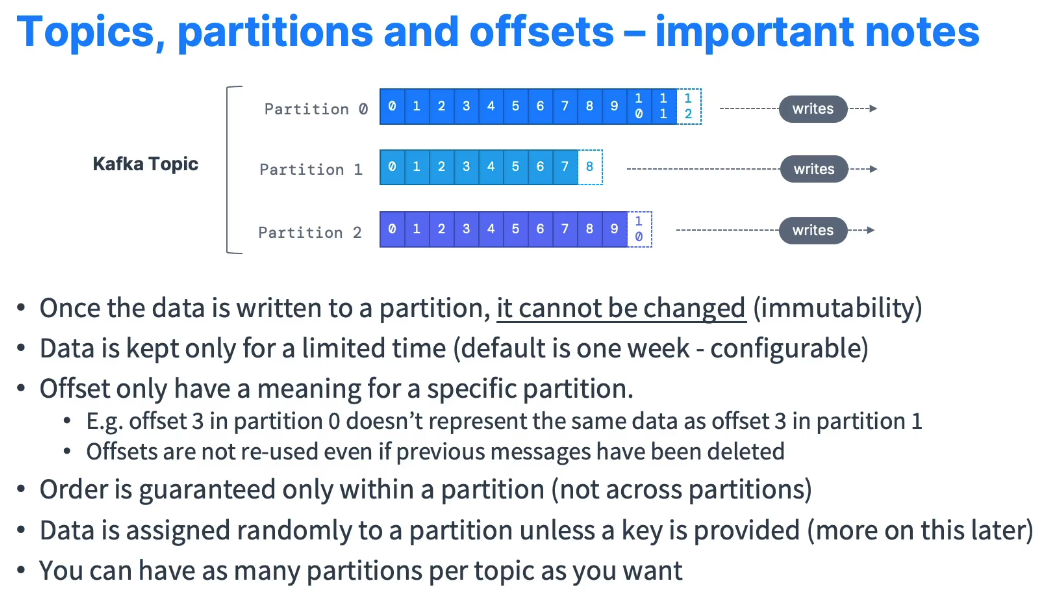 Topics, partitions and offsets – important notes
Kafka Topic
Partition 0
0 1 2 3 4 5 6 7 8 9 10 11 12
writes
Partition 1
0 1 2 3 4 5 6 7 8
writes
Partition 2
0 1 2 3 4 5 6 7 8 9 10
writes
• Once the data is written to a partition, it cannot be changed (immutability)
• Data is kept only for a limited time (default is one week - configurable)
• Offset only have a meaning for a specific partition.
• E.g. offset 3 in partition 0 doesn’t represent the same data as offset 3 in partition 1
• Offsets are not re-used even if previous messages have been deleted
• Order is guaranteed only within a partition (not across partitions)
• Data is assigned randomly to a partition unless a key is provided (more on this later)
• You can have as many partitions per topic as you want